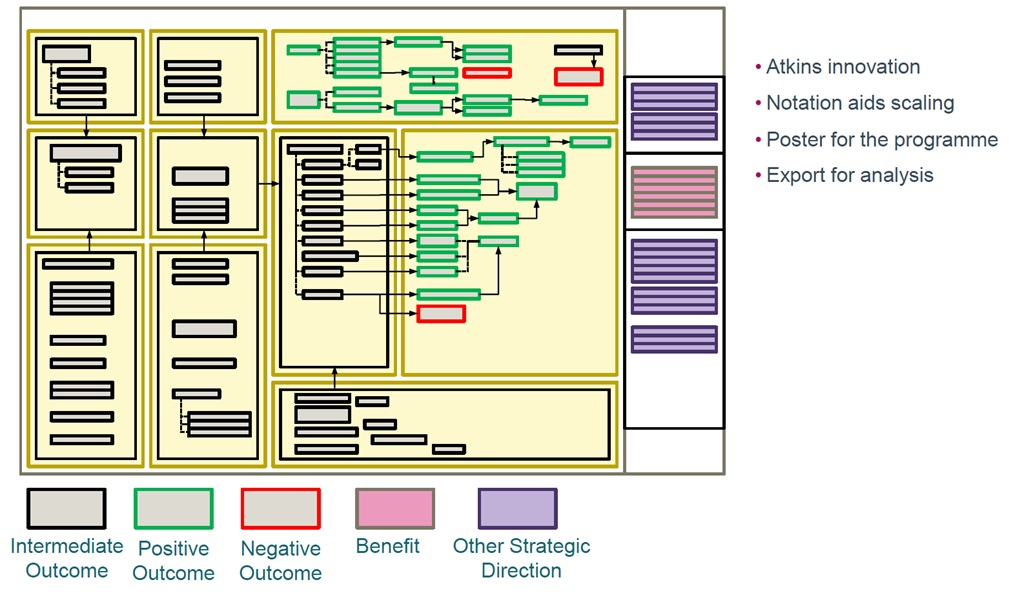 • Atkins innovation
• Notation aids scaling
• Poster for the programme
• Export for analysis
Intermediate
Outcome
Positive
Outcome
Negative
Outcome
Benefit
Other Strategic
Direction